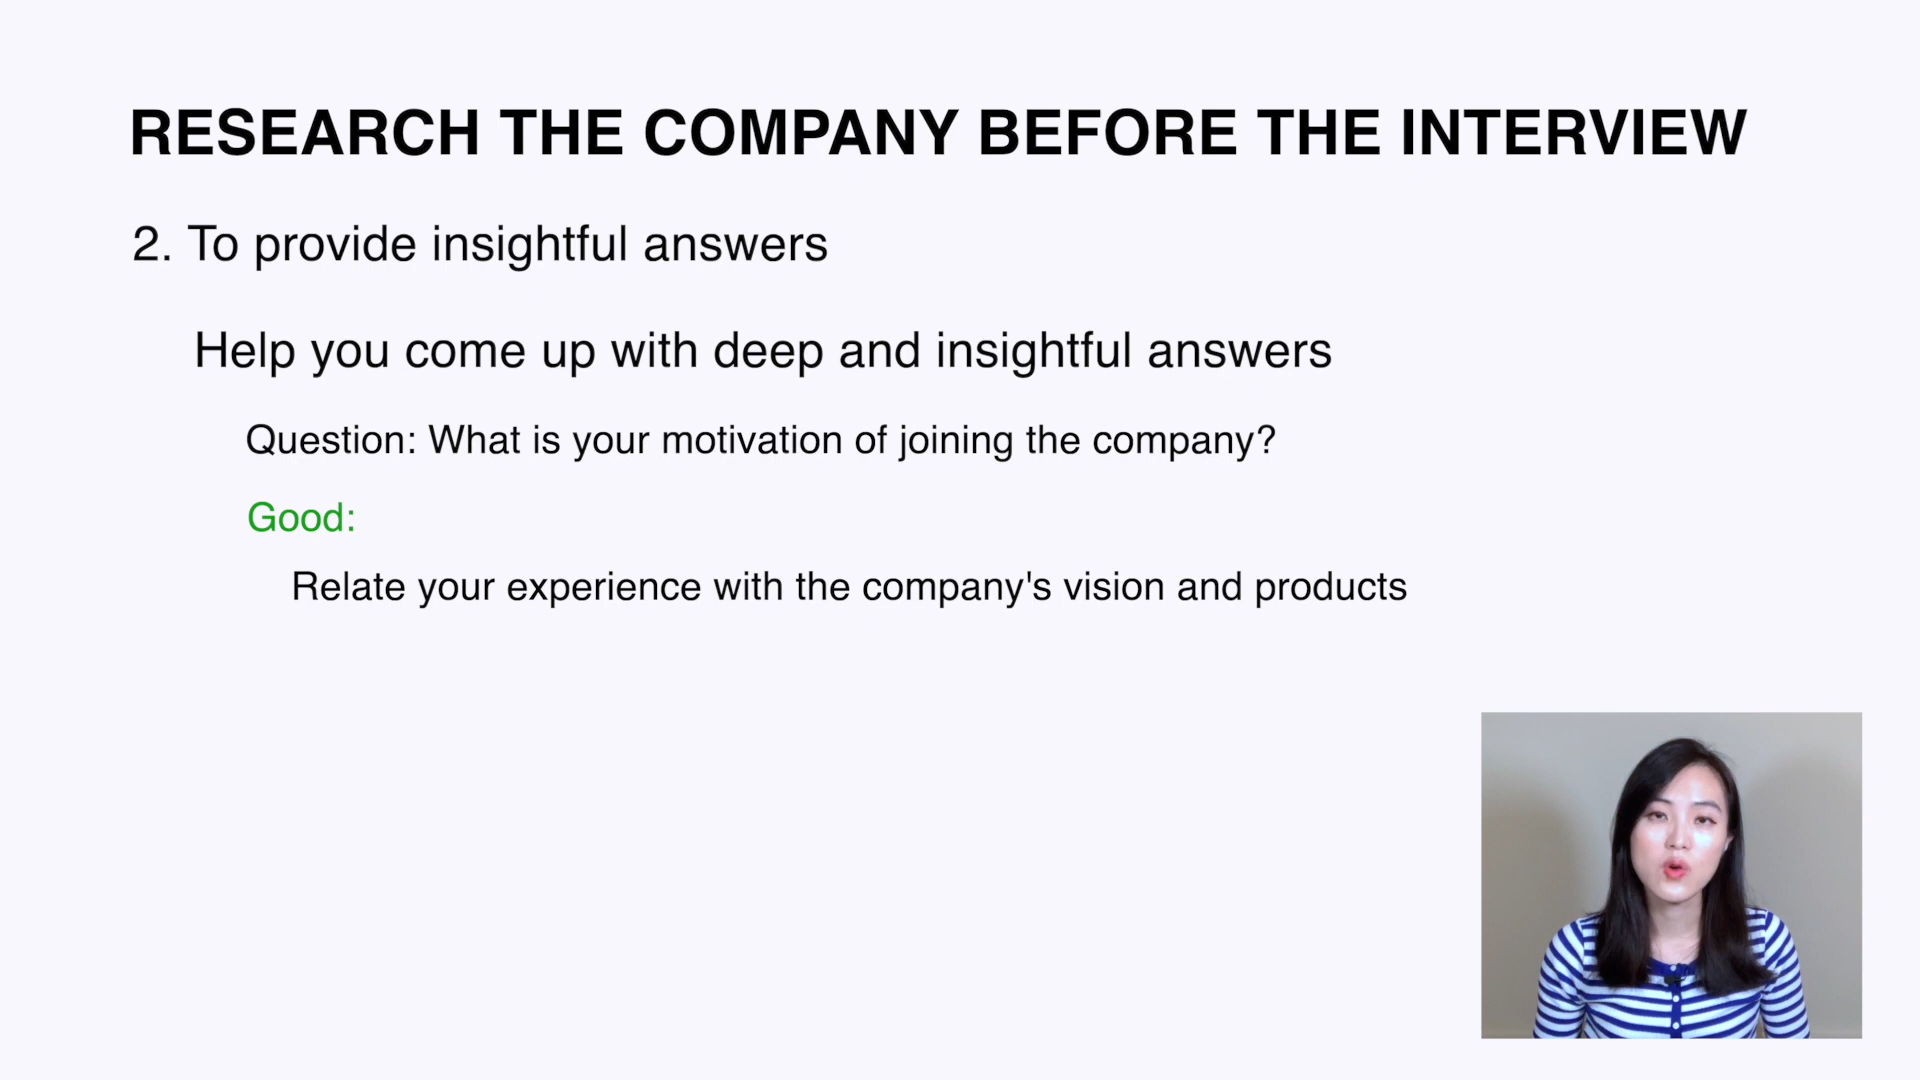 RESEARCH THE COMPANY BEFORE THE INTERVIEW
2. To provide insightful answers
Help you come up with deep and insightful answers
Question: What is your motivation of joining the company?
Good:
Relate your experience with the company's vision and products